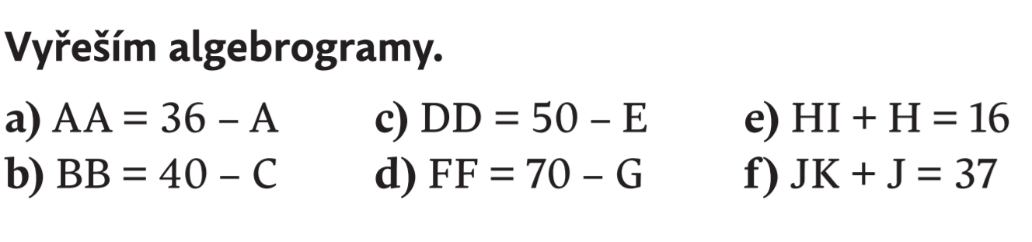 Vyřeším algebrogramy.
a) AA = 36 – A c) DD = 50 – E e) HI + H = 16
b) BB = 40 – C d) FF = 70 – G f) JK + J = 37